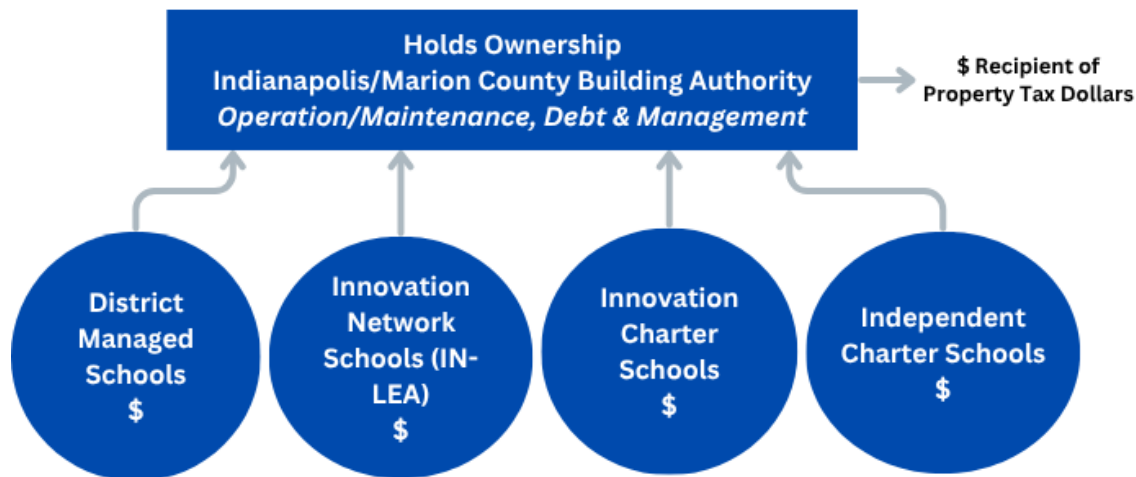 Holds Ownership
Indianapolis/Marion County Building Authority
Operation/Maintenance, Debt & Management
$ Recipient of
Property Tax Dollars
District
Managed
Schools
$
Innovation
Network
Schools (IN-
LEA)
$
Innovation
Charter
Schools
$
Independent
Charter Schools
$